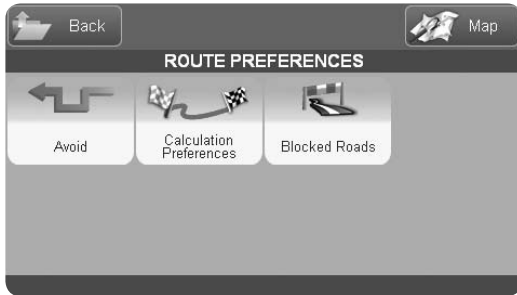 Back
Map
ROUTE PREFERENCES
Avoid
Calculation
Preferences
Blocked Roads